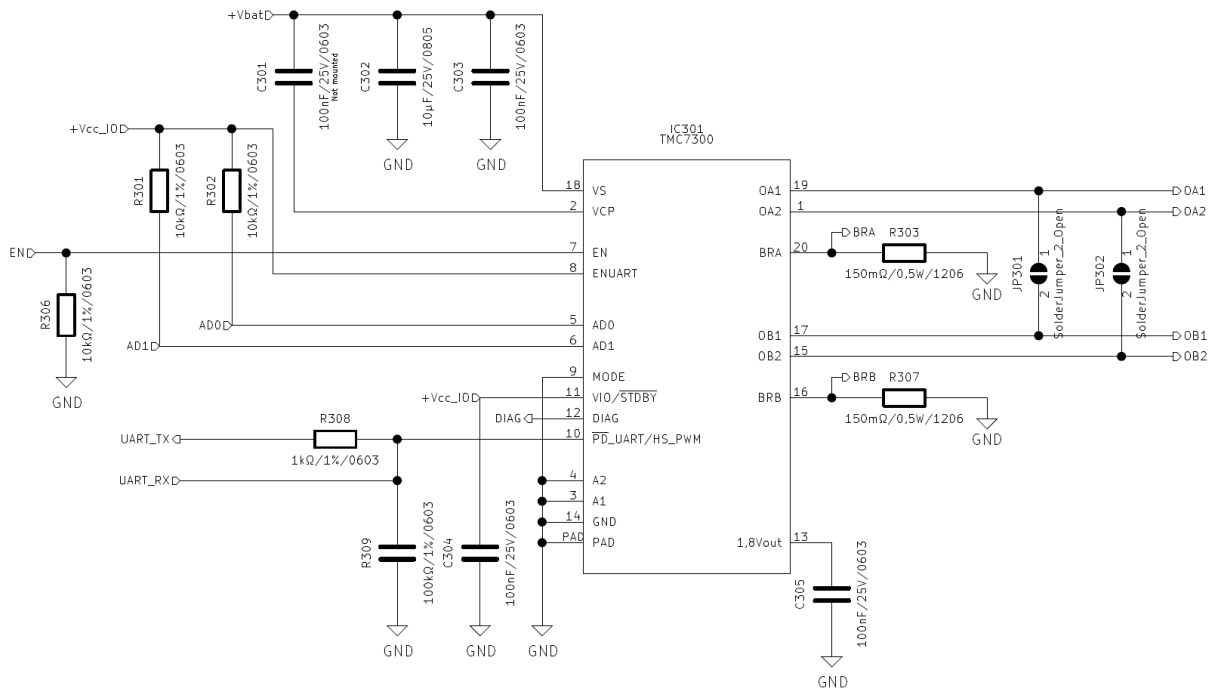 +Vbat
C301
100nF/25V/0603
Not mounted
C302
10µF/25V/0805
C303
100nF/25V/0603
GND
GND
+Vcc_IO
R301
10kΩ/1%/0603
R302
10kΩ/1%/0603
IC301
TMC7300
18
VS
2
VCP
7
EN
8
ENUART
5
AD0
6
AD1
9
MODE
11
VIO/STDBY
12
DIAG
10
PD_UART/HS_PWM
4
A2
3
A1
14
GND
PAD
PAD
OA1
19
OA2
1
BRA
20
OB1
17
OB2
15
BRB
16
1,8Vout
13
EN
R306
10kΩ/1%/0603
GND
AD0
AD1
+Vcc_IO
DIAG
UART_TX
R308
1kΩ/1%/0603
UART_RX
R309
100kΩ/1%/0603
GND
C304
100nF/25V/0603
GND
GND
BRA
R303
150mΩ/0,5W/1206
GND
JP301
1
2
SolderJumper_2_Open
JP302
1
2
SolderJumper_2_Open
OA1
OA2
OB1
OB2
BRB
R307
150mΩ/0,5W/1206
GND
C305
100nF/25V/0603
GND